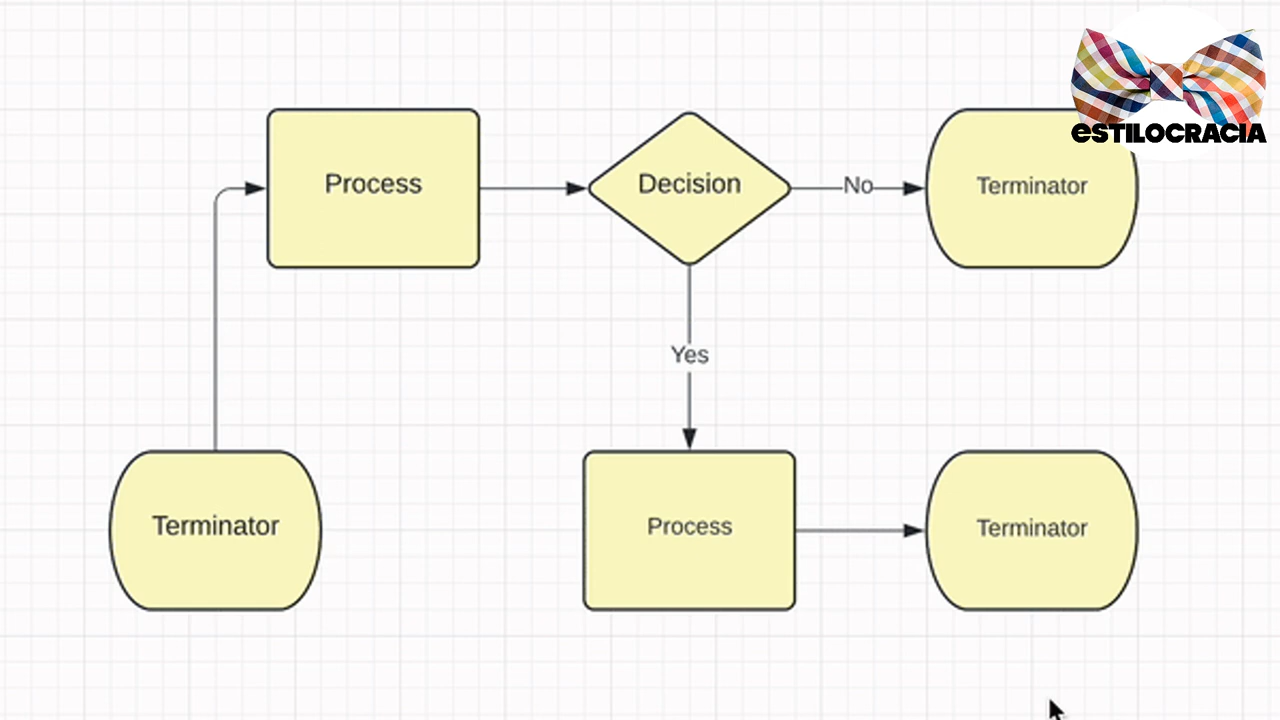 eSTILOCRACIA
Process
Decision
No
Terminator
Yes
Terminator
Process
Terminator